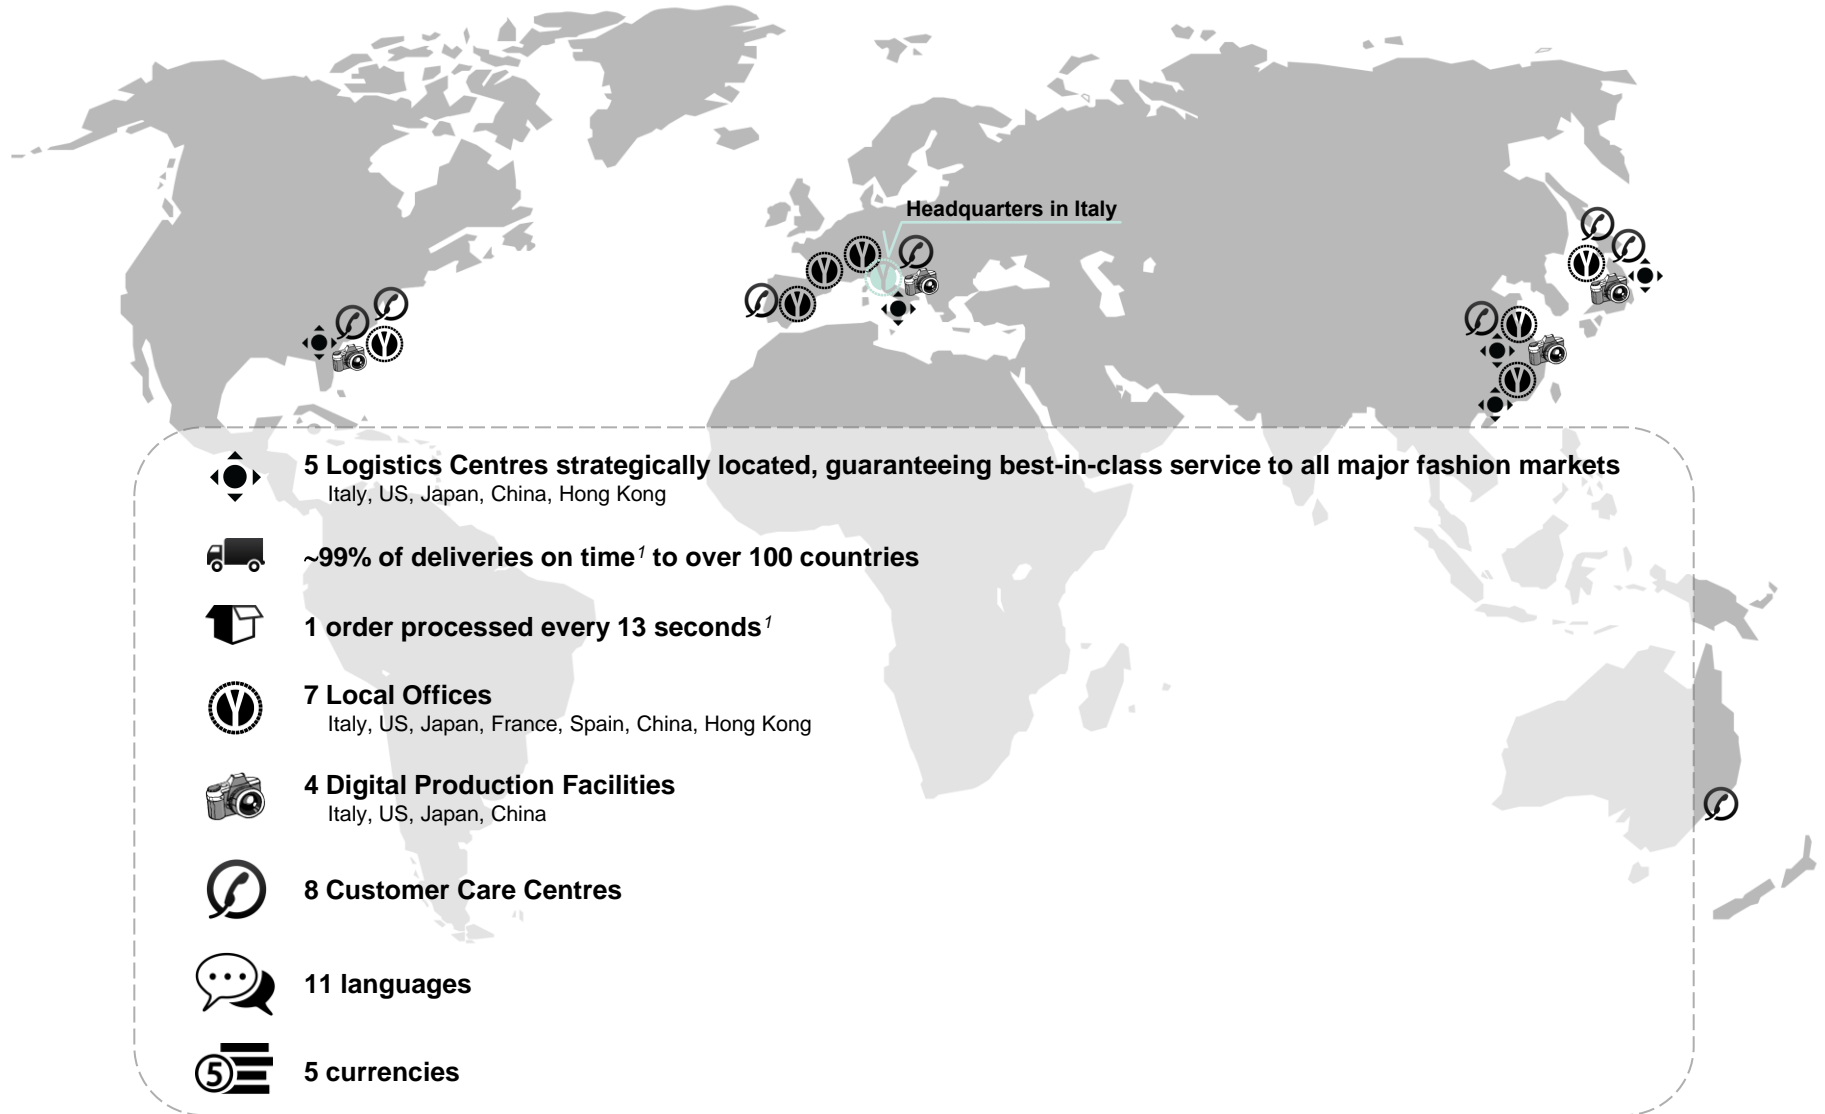 Headquarters in Italy
5 Logistics Centres strategically located, guaranteeing best-in-class service to all major fashion markets
Italy, US, Japan, China, Hong Kong
~99% of deliveries on time1 to over 100 countries
1 order processed every 13 seconds1
7 Local Offices
Italy, US, Japan, France, Spain, China, Hong Kong
4 Digital Production Facilities
Italy, US, Japan, China
8 Customer Care Centres
11 languages
5
5 currencies